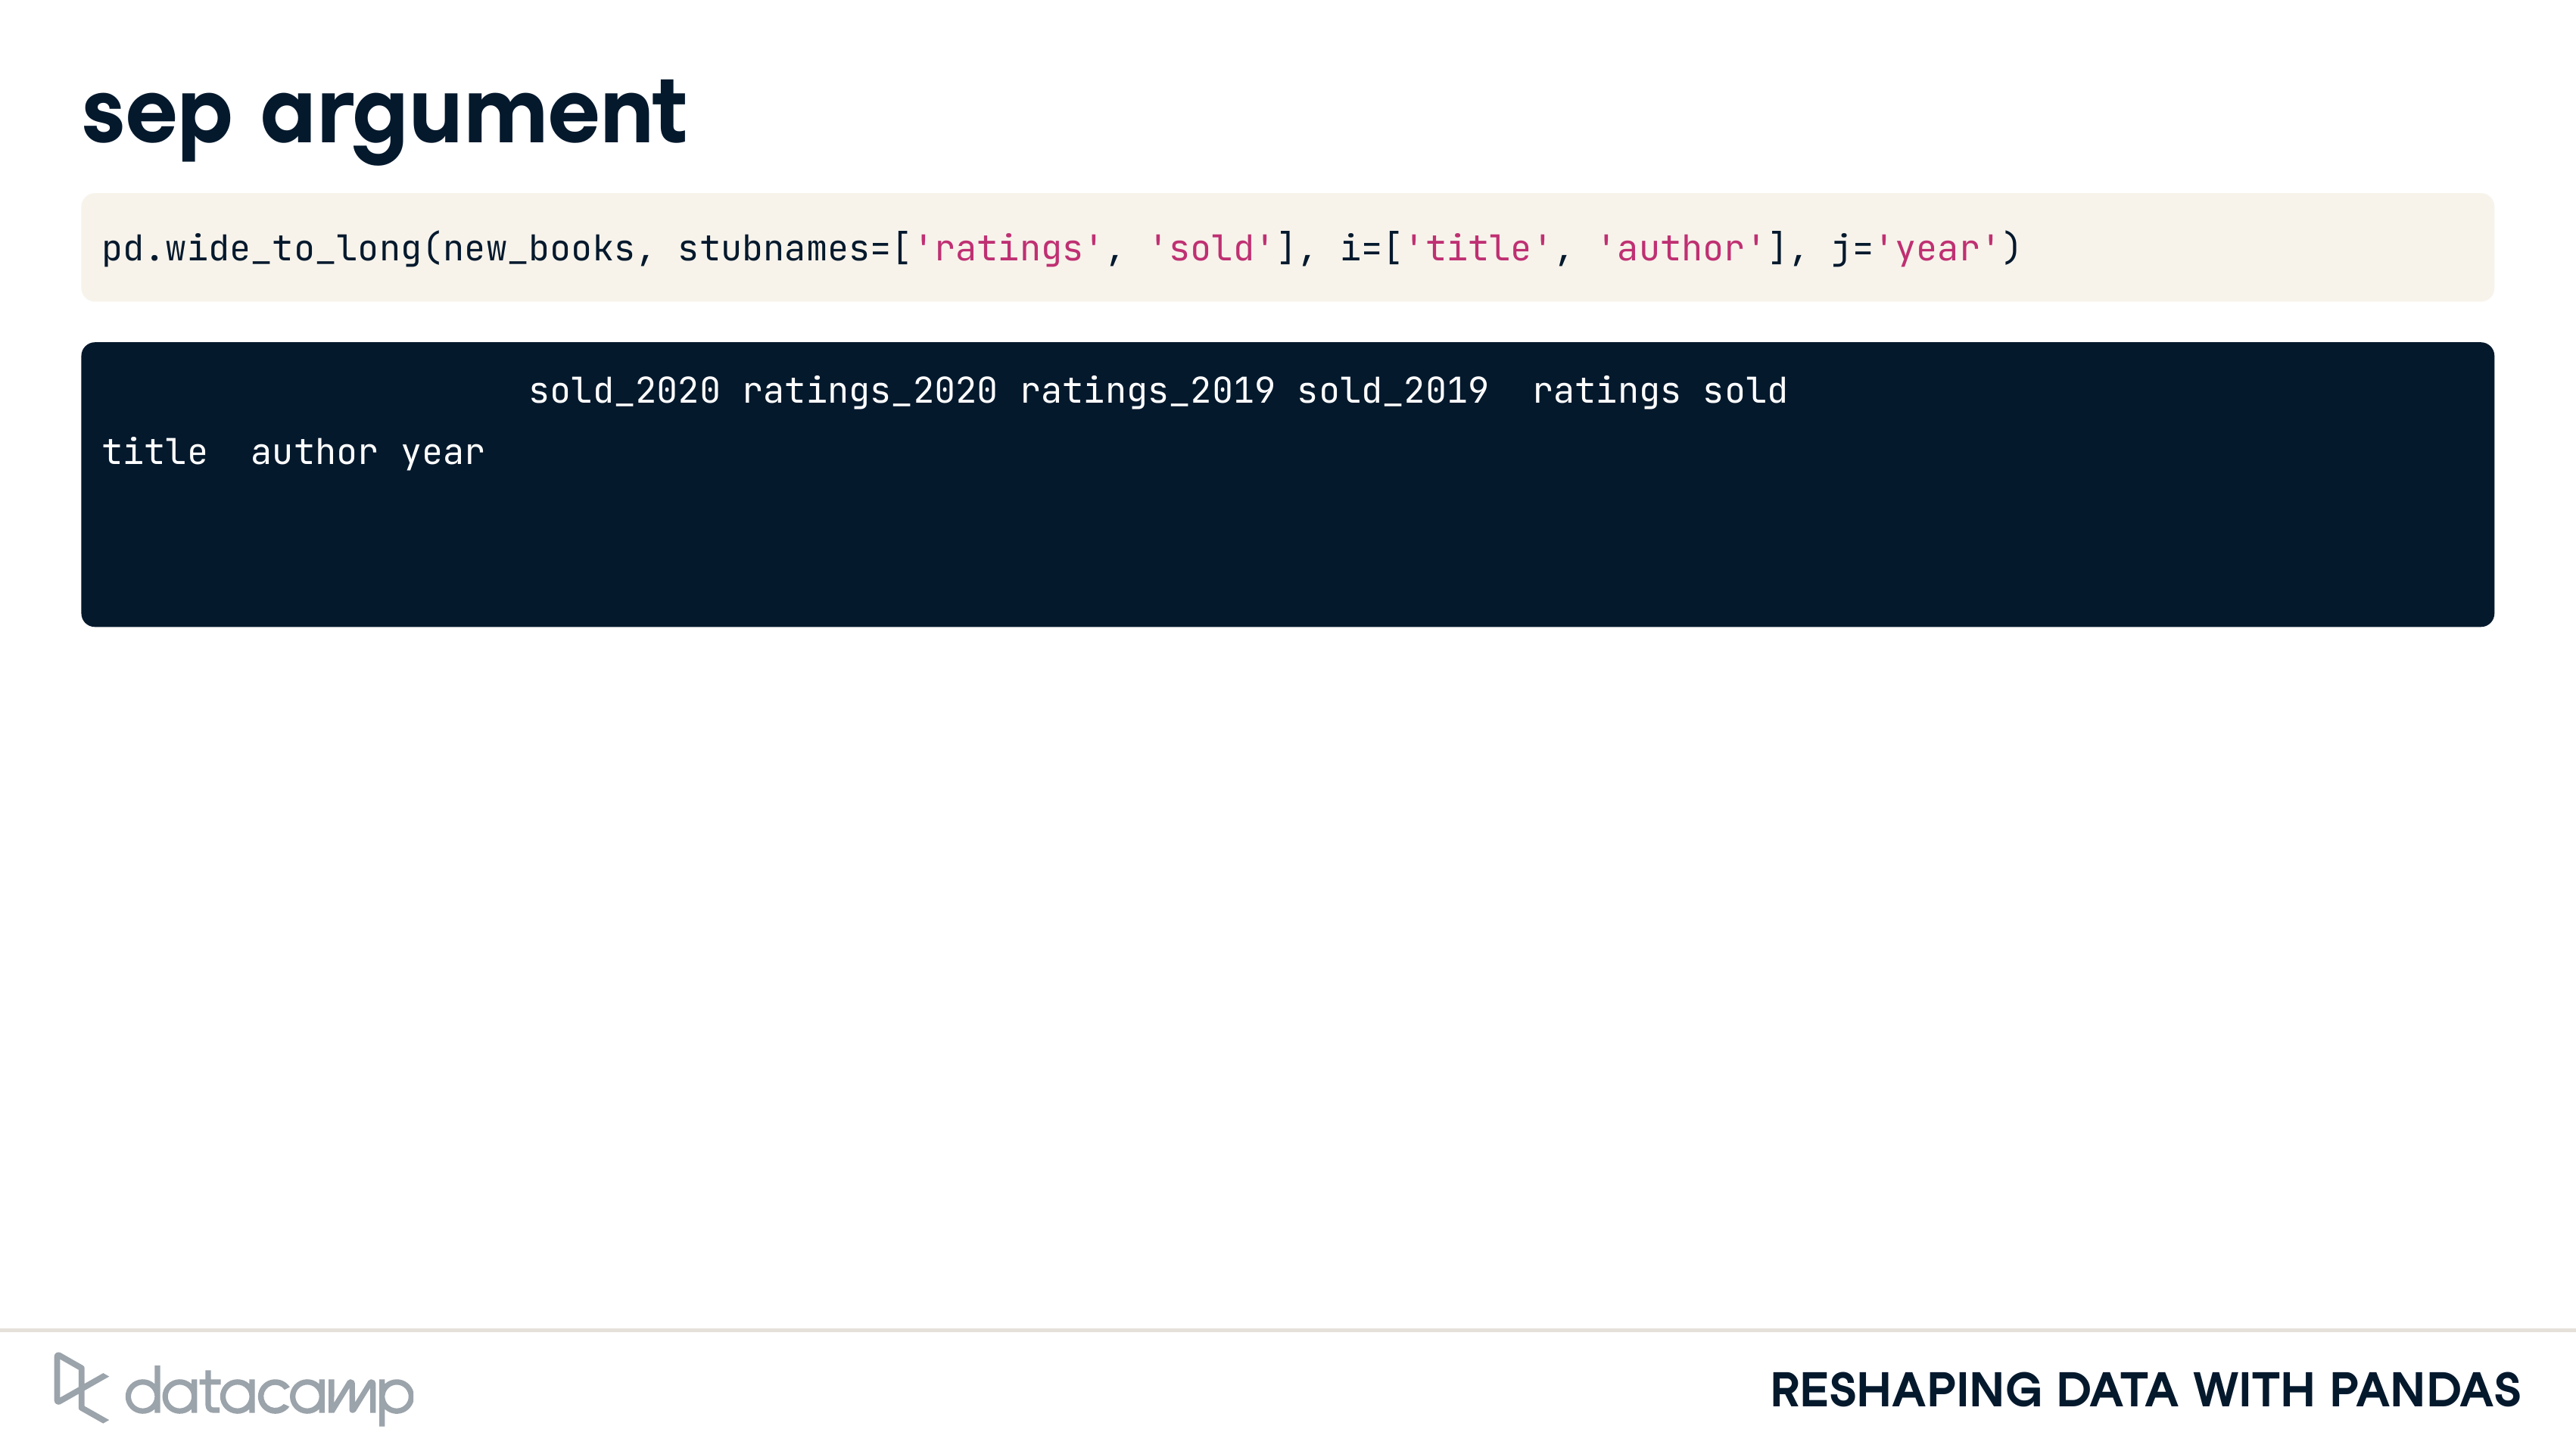 sep argument
pd.wide_to_long(new_books, stubnames=['ratings', 'sold'], i=['title', 'author'], j='year')
sold_2020 ratings_2020 ratings_2019 sold_2019  ratings sold
title  author year
datacamp
RESHAPING DATA WITH PANDAS